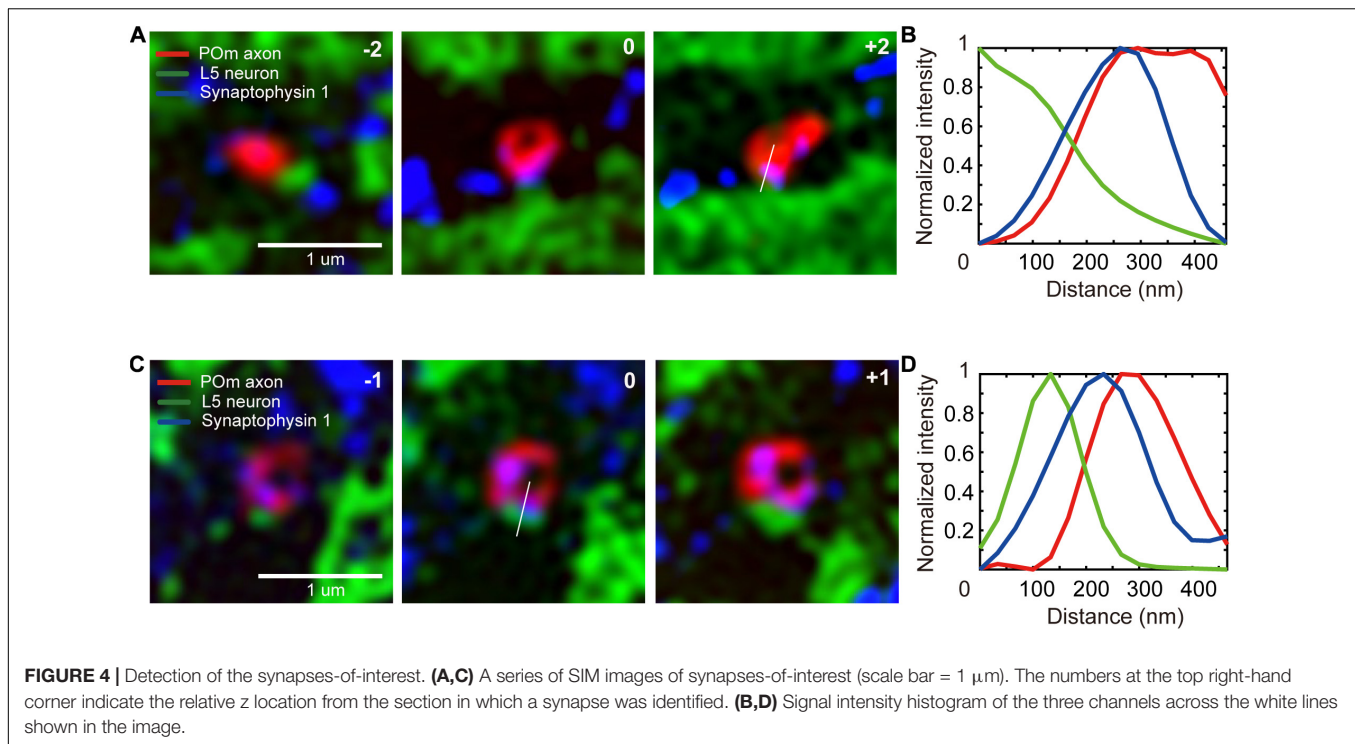 A
POm axon
L5 neuron
Synaptophysin 1
-2
0
+2
1 um
B
Normalized intensity
1
0.8
0.6
0.4
0.2
0
100 200 300 400
Distance (nm)
C
POm axon
L5 neuron
Synaptophysin 1
-1
0
+1
1 um
D
Normalized intensity
1
0.8
0.6
0.4
0.2
0
100 200 300 400
Distance (nm)
FIGURE 4 | Detection of the synapses-of-interest. (A,C) A series of SIM images of synapses-of-interest (scale bar = 1 μm). The numbers at the top right-hand
corner indicate the relative z location from the section in which a synapse was identified. (B,D) Signal intensity histogram of the three channels across the white lines
shown in the image.